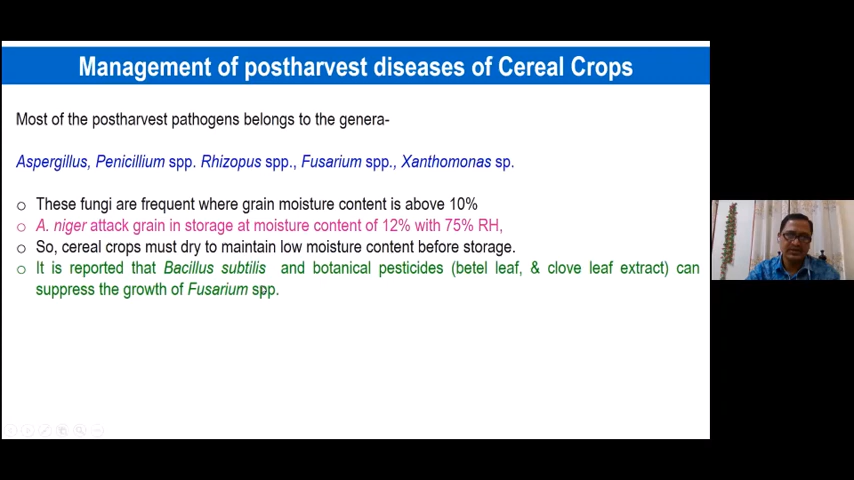 Management of postharvest diseases of Cereal Crops
Most of the postharvest pathogens belongs to the genera-
Aspergillus, Penicillium spp. Rhizopus spp., Fusarium spp., Xanthomonas sp.
o These fungi are frequent where grain moisture content is above 10%
o A. niger attack grain in storage at moisture content of 12% with 75% RH,
o So, cereal crops must dry to maintain low moisture content before storage.
o It is reported that Bacillus subtilis and botanical pesticides (betel leaf, & clove leaf extract) can
suppress the growth of Fusarium spp.